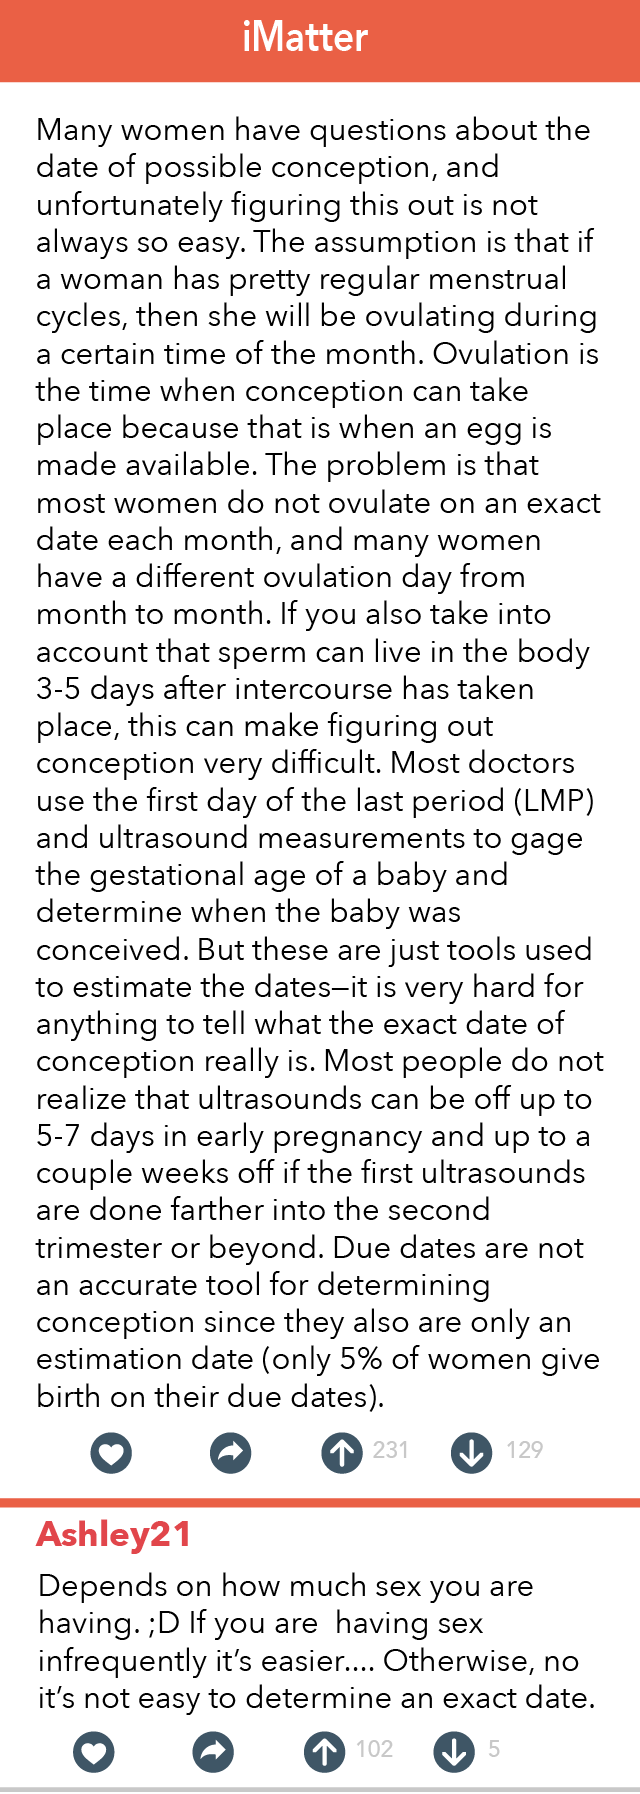 iMatter
Many women have questions about the
date of possible conception, and
unfortunately figuring this out is not
always so easy. The assumption is that if
a woman has pretty regular menstrual
cycles, then she will be ovulating during
a certain time of the month. Ovulation is
the time when conception can take
place because that is when an egg is
made available. The problem is that
most women do not ovulate on an exact
date each month, and many women
have a different ovulation day from
month to month. If you also take into
account that sperm can live in the body
3-5 days after intercourse has taken
place, this can make figuring out
conception very difficult. Most doctors
use the first day of the last period (LMP)
and ultrasound measurements to gage
the gestational age of a baby and
determine when the baby was
conceived. But these are just tools used
to estimate the dates—it is very hard for
anything to tell what the exact date of
conception really is. Most people do not
realize that ultrasounds can be off up to
5-7 days in early pregnancy and up to a
couple weeks off if the first ultrasounds
are done farther into the second
trimester or beyond. Due dates are not
an accurate tool for determining
conception since they also are only an
estimation date (only 5% of women give
birth on their due dates).
231 129
Ashley21
Depends on how much sex you are
having. ;D If you are  having sex
infrequently it's easier.... Otherwise, no
it's not easy to determine an exact date.
102 5